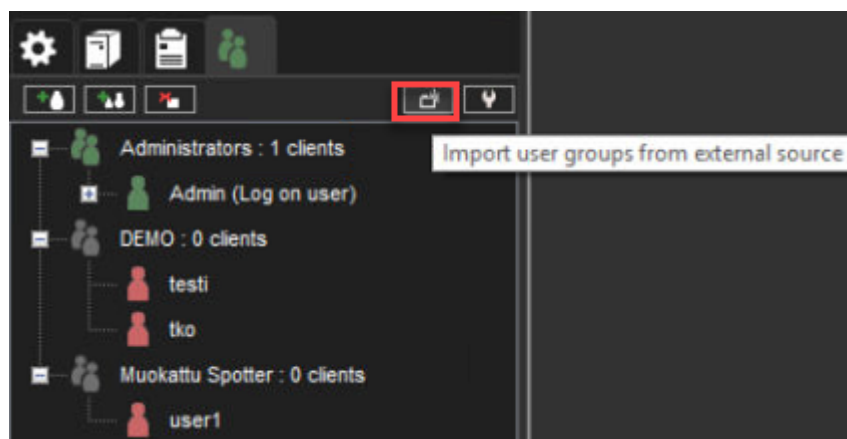 Administrators : 1 clients
Import user groups from external source
Admin (Log on user)
DEMO : 0 clients
testi
tko
Muokattu Spotter : 0 clients
user1